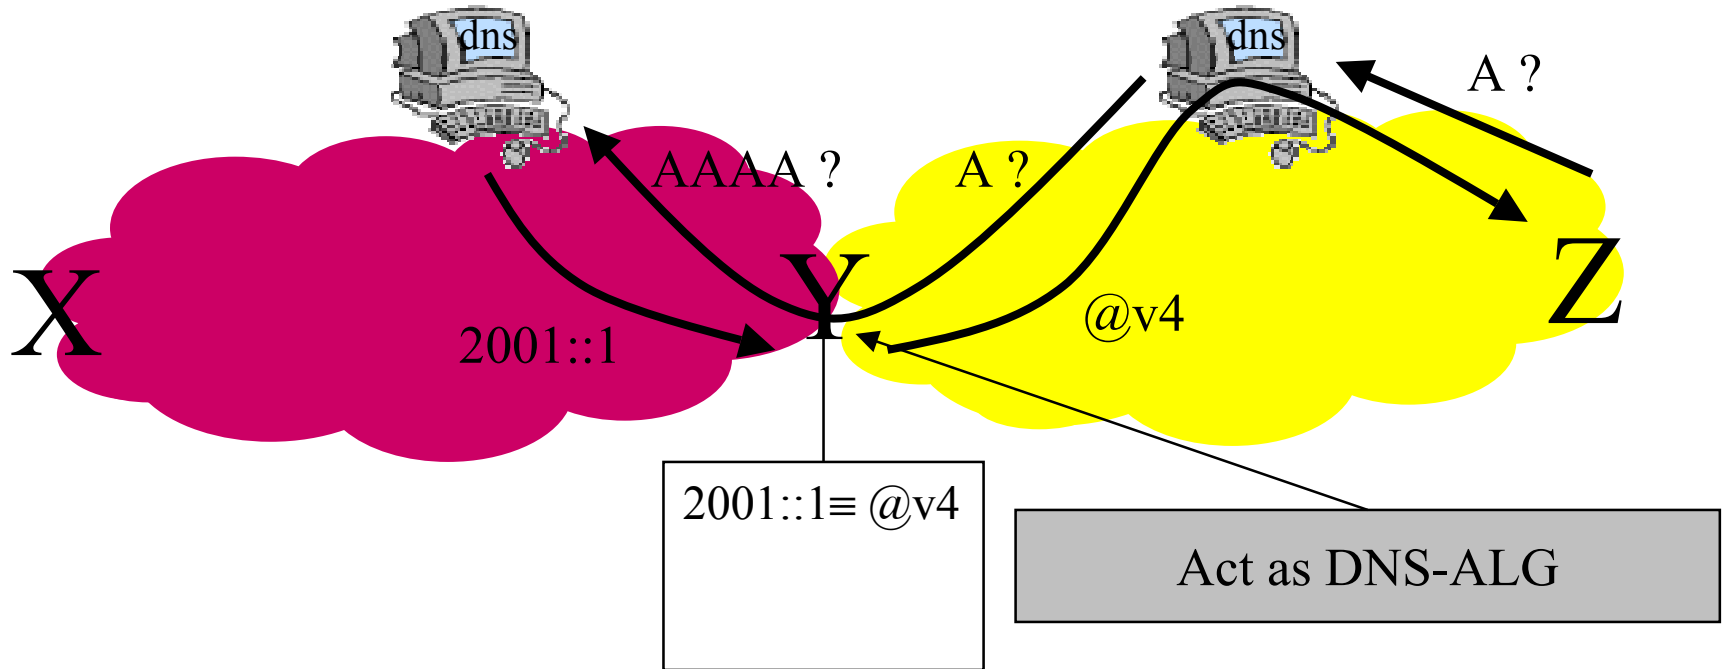 dns
dns
A ?
AAAA ?
A ?
X
Y
Z
2001::1
@v4
2001::1≡ @v4
Act as DNS-ALG